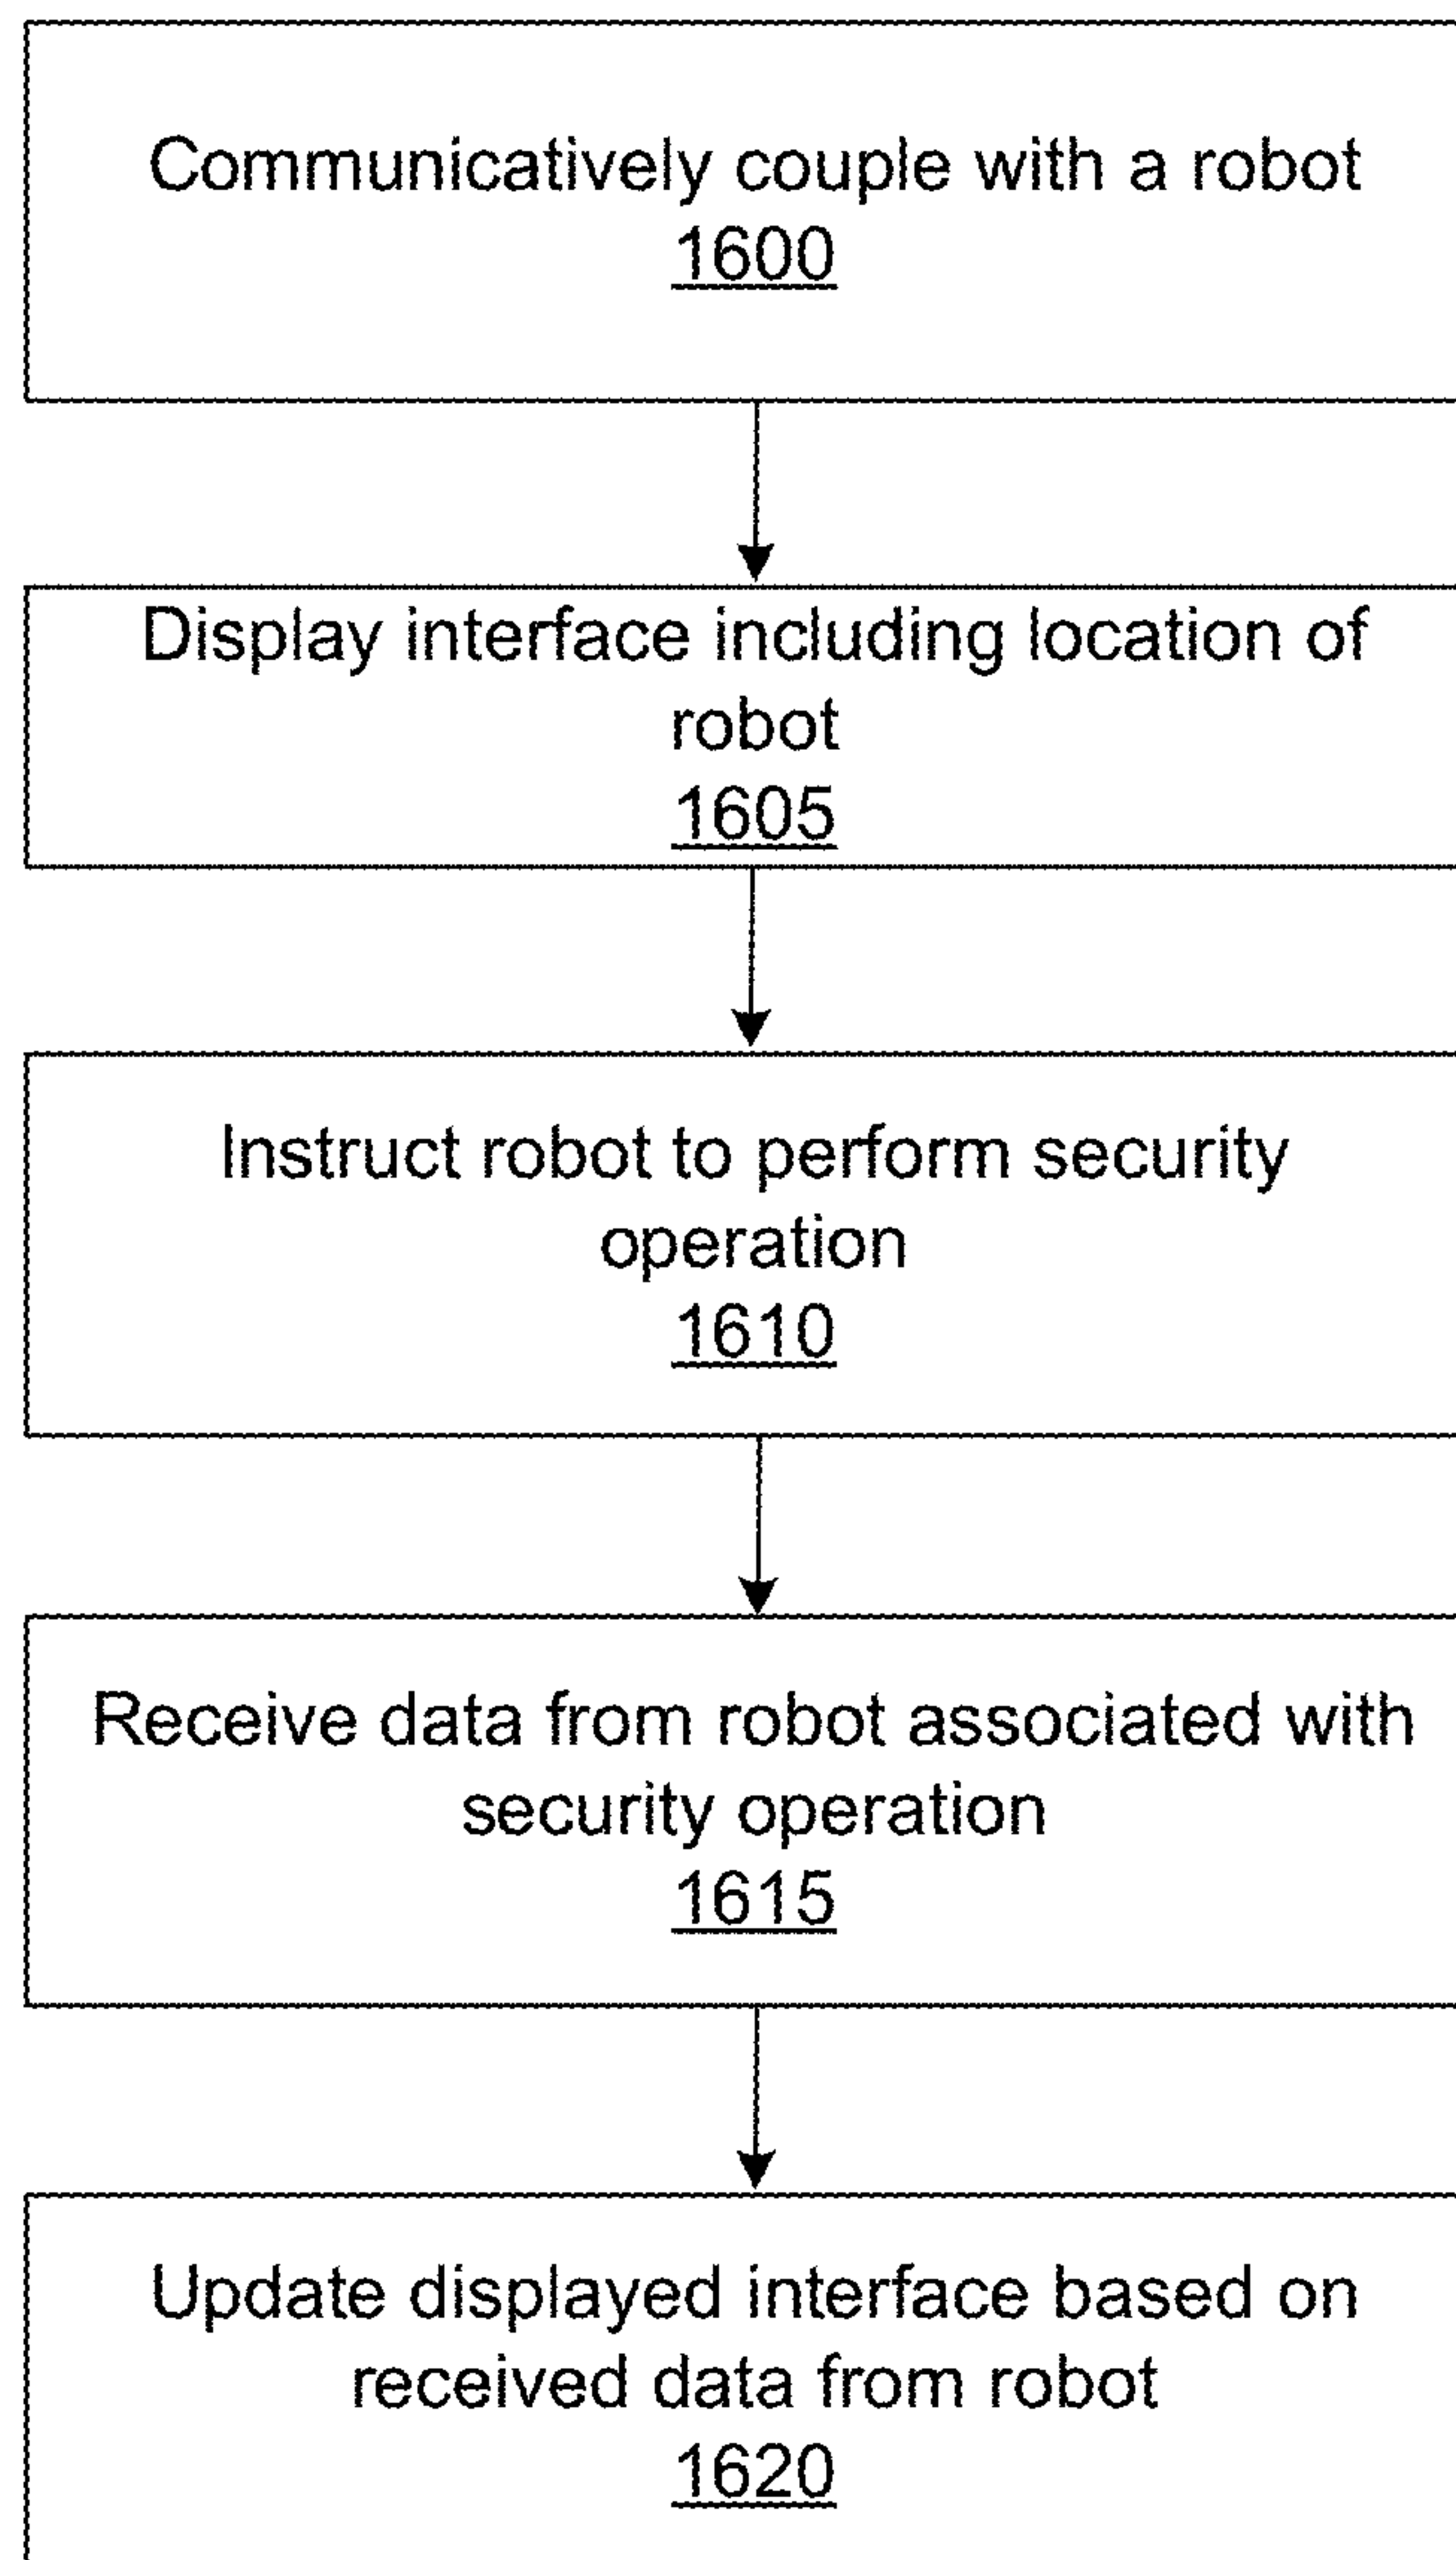 Communicatively couple with a robot
1600
Display interface including location of
robot
1605
Instruct robot to perform security
operation
1610
Receive data from robot associated with
security operation
1615
Update displayed interface based on
received data from robot
1620